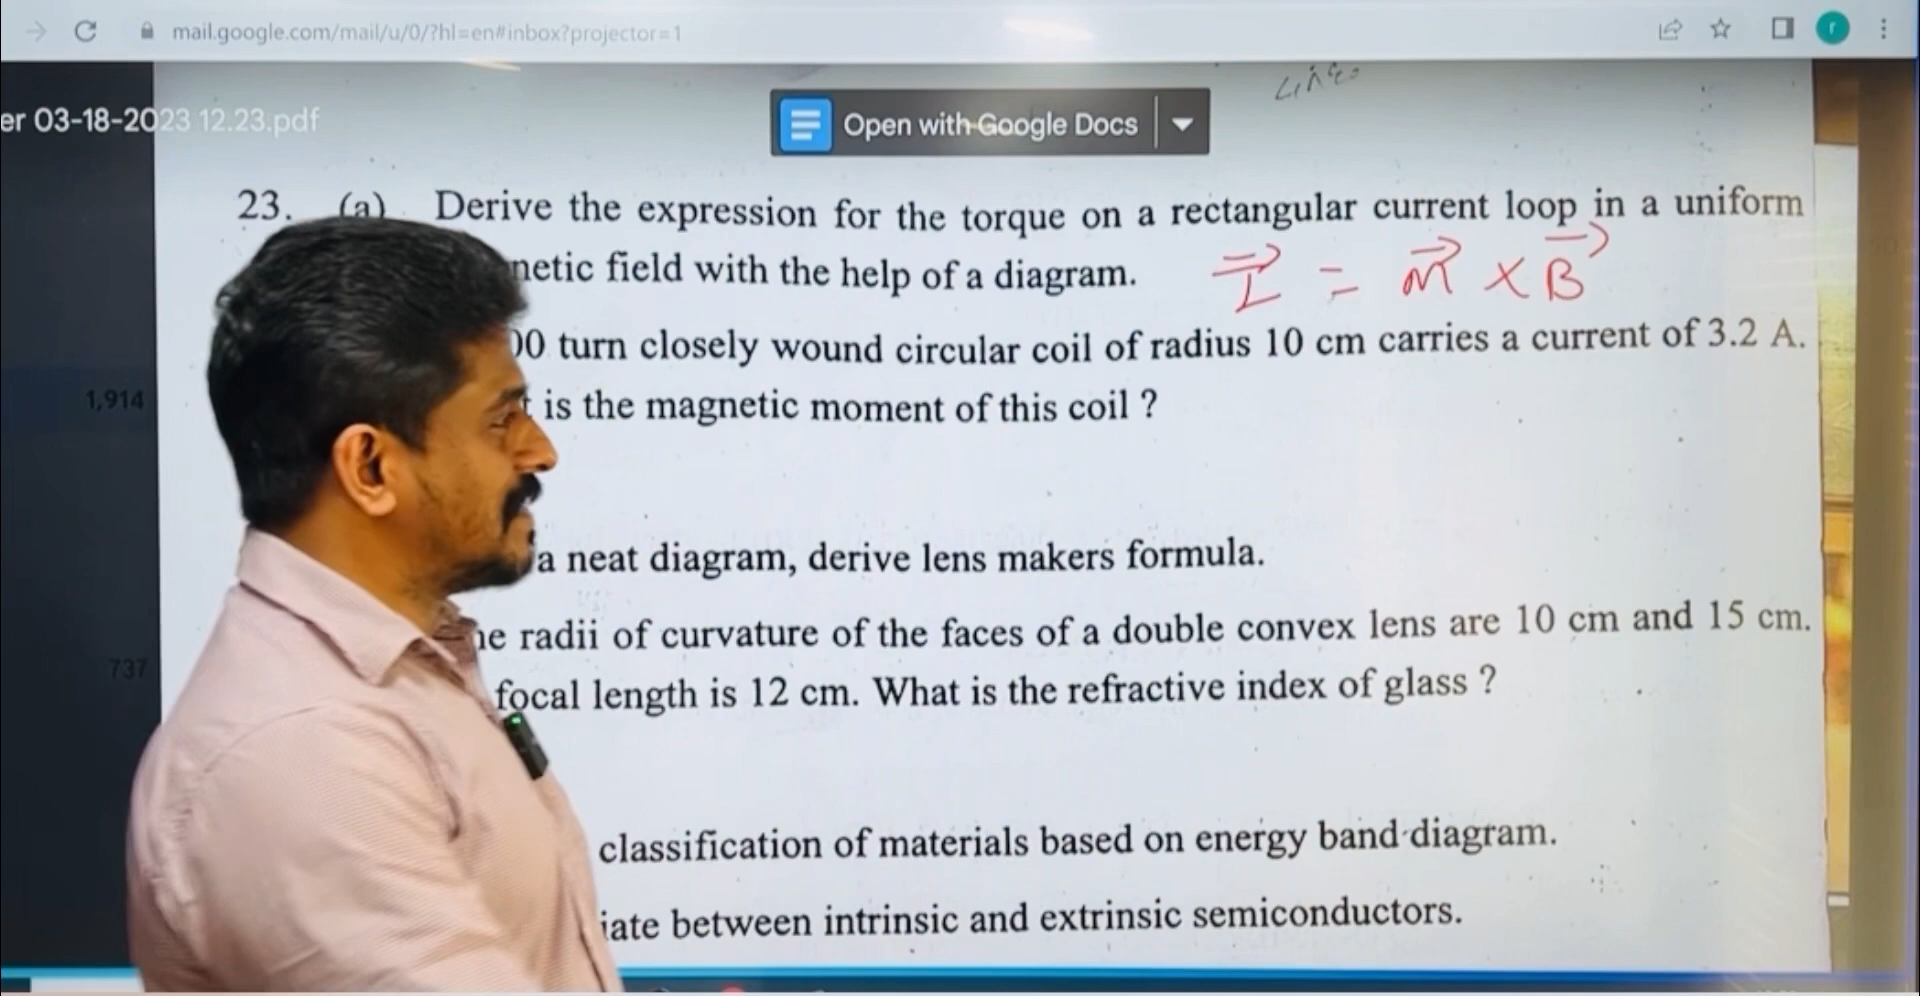 mail.google.com/mail/u/0/?hl=en#inbox?projector=1
r
er 03-18-2023 12.23.pdf
Open with Google Docs
23. (a) Derive the expression for the torque on a rectangular current loop in a uniform
netic field with the help of a diagram.
τ⃗ = m⃗ × B⃗
00 turn closely wound circular coil of radius 10 cm carries a current of 3.2 A.
1,914
t is the magnetic moment of this coil ?
a neat diagram, derive lens makers formula.
he radii of curvature of the faces of a double convex lens are 10 cm and 15 cm.
737
focal length is 12 cm. What is the refractive index of glass ?
classification of materials based on energy band diagram.
iate between intrinsic and extrinsic semiconductors.